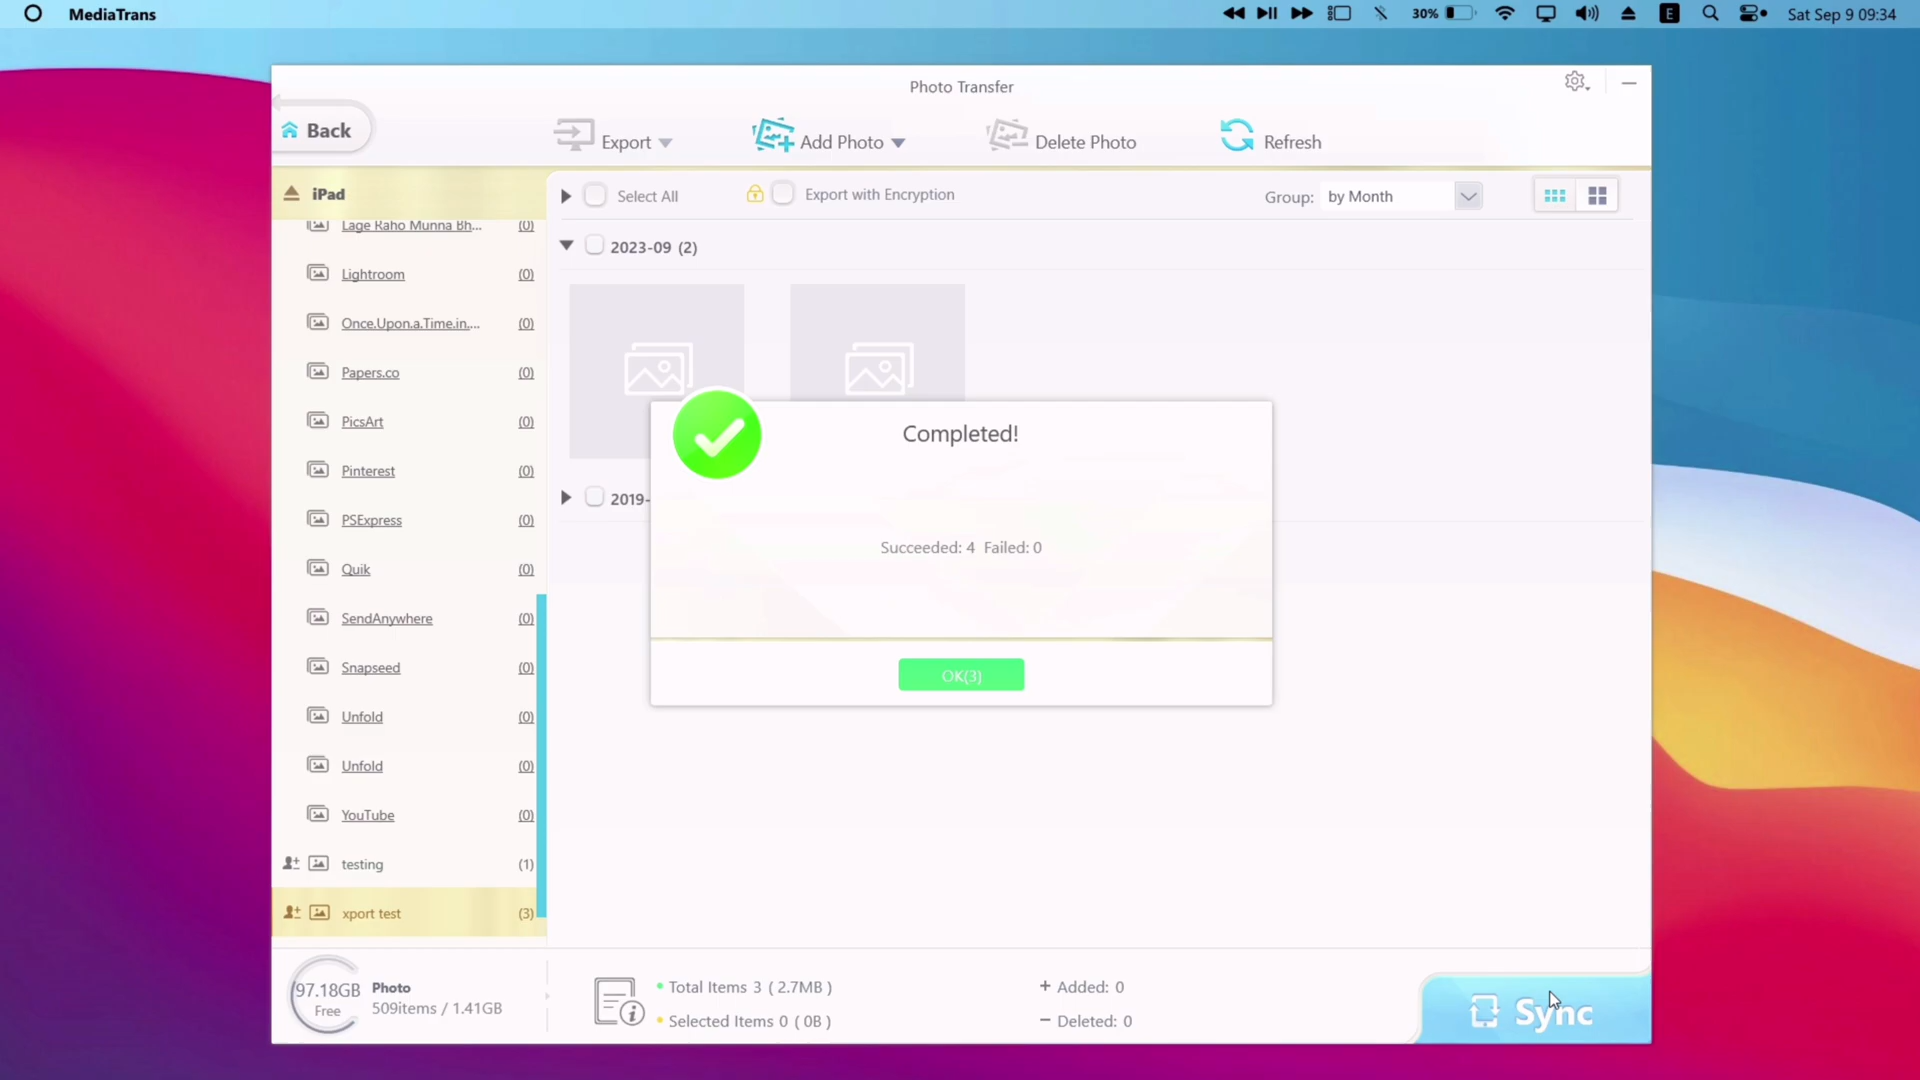 MediaTrans
30%
E
Sat Sep 9 09:34
Photo Transfer
Back
Export
Add Photo
Delete Photo
Refresh
iPad
Select All
Export with Encryption
Group: by Month
Lage Raho Munna Bh... (0)
Lightroom (0)
Once.Upon.a.Time.in.... (0)
Papers.co (0)
PicsArt (0)
Pinterest (0)
PSExpress (0)
Quik (0)
SendAnywhere (0)
Snapseed (0)
Unfold (0)
Unfold (0)
YouTube (0)
testing (1)
xport test (3)
2023-09 (2)
2019-
Completed!
Succeeded: 4 Failed: 0
OK(3)
97.18GB
Free
Photo
509items / 1.41GB
Total Items 3 ( 2.7MB )
Selected Items 0 ( 0B )
+ Added: 0
− Deleted: 0
Sync